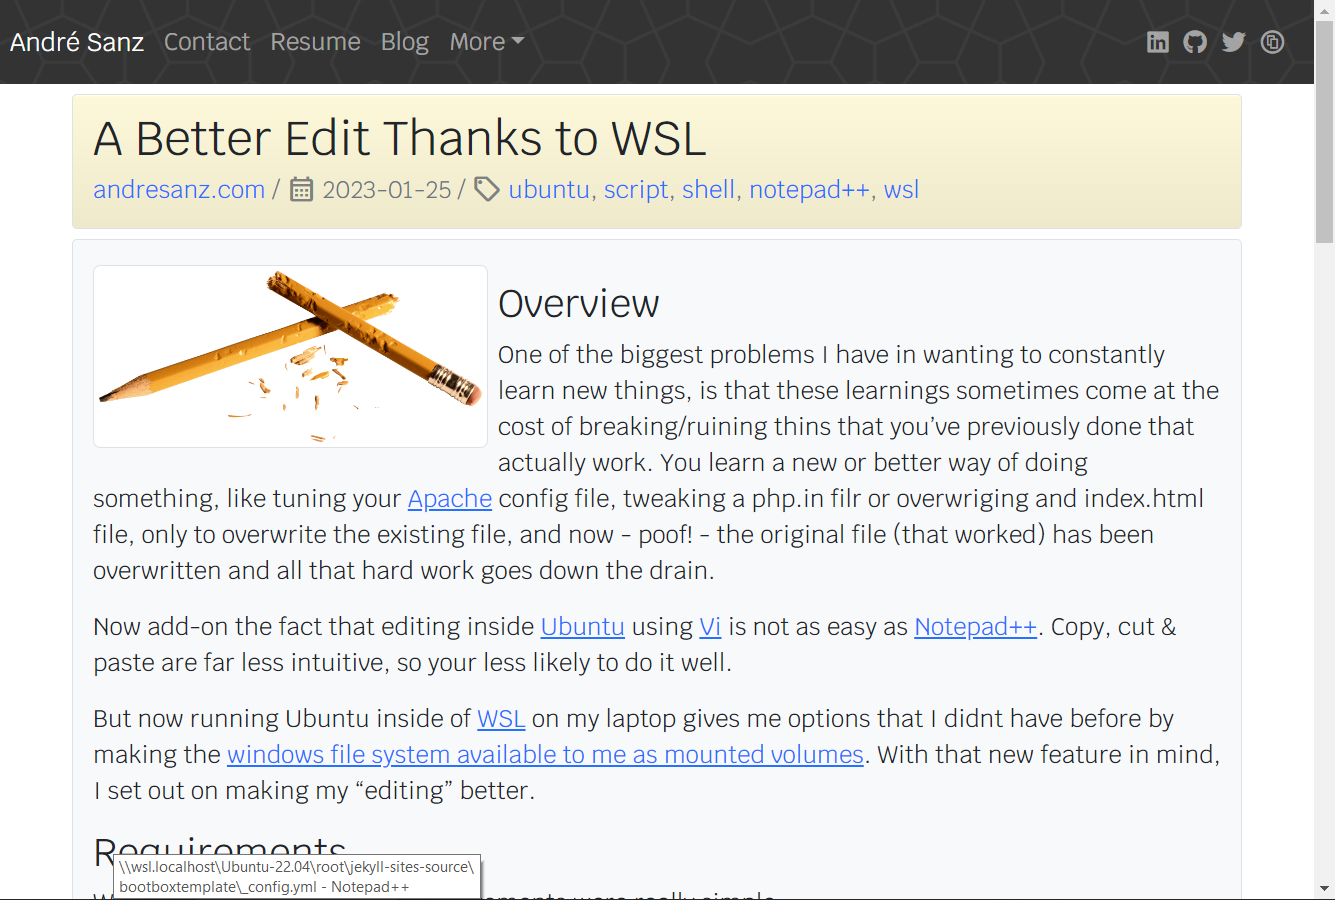 André Sanz Contact Resume Blog More
A Better Edit Thanks to WSL
andresanz.com / 2023-01-25 / ubuntu, script, shell, notepad++, wsl
Overview
One of the biggest problems I have in wanting to constantly
learn new things, is that these learnings sometimes come at the
cost of breaking/ruining thins that you’ve previously done that
actually work. You learn a new or better way of doing
something, like tuning your Apache config file, tweaking a php.in filr or overwriging and index.html
file, only to overwrite the existing file, and now - poof! - the original file (that worked) has been
overwritten and all that hard work goes down the drain.
Now add-on the fact that editing inside Ubuntu using Vi is not as easy as Notepad++. Copy, cut &
paste are far less intuitive, so your less likely to do it well.
But now running Ubuntu inside of WSL on my laptop gives me options that I didnt have before by
making the windows file system available to me as mounted volumes. With that new feature in mind,
I set out on making my “editing” better.
Requirements
\\wsl.localhost\Ubuntu-22.04\root\jekyll-sites-source\
bootboxtemplate\_config.yml - Notepad++